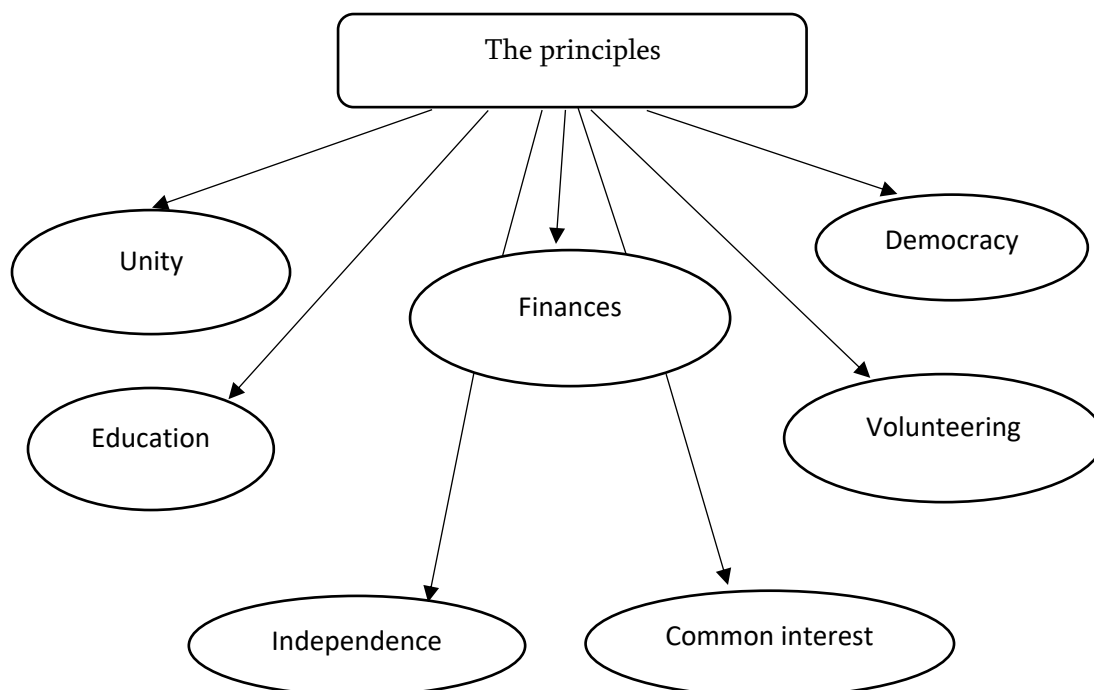 The principles
Unity
Democracy
Finances
Education
Volunteering
Independence
Common interest